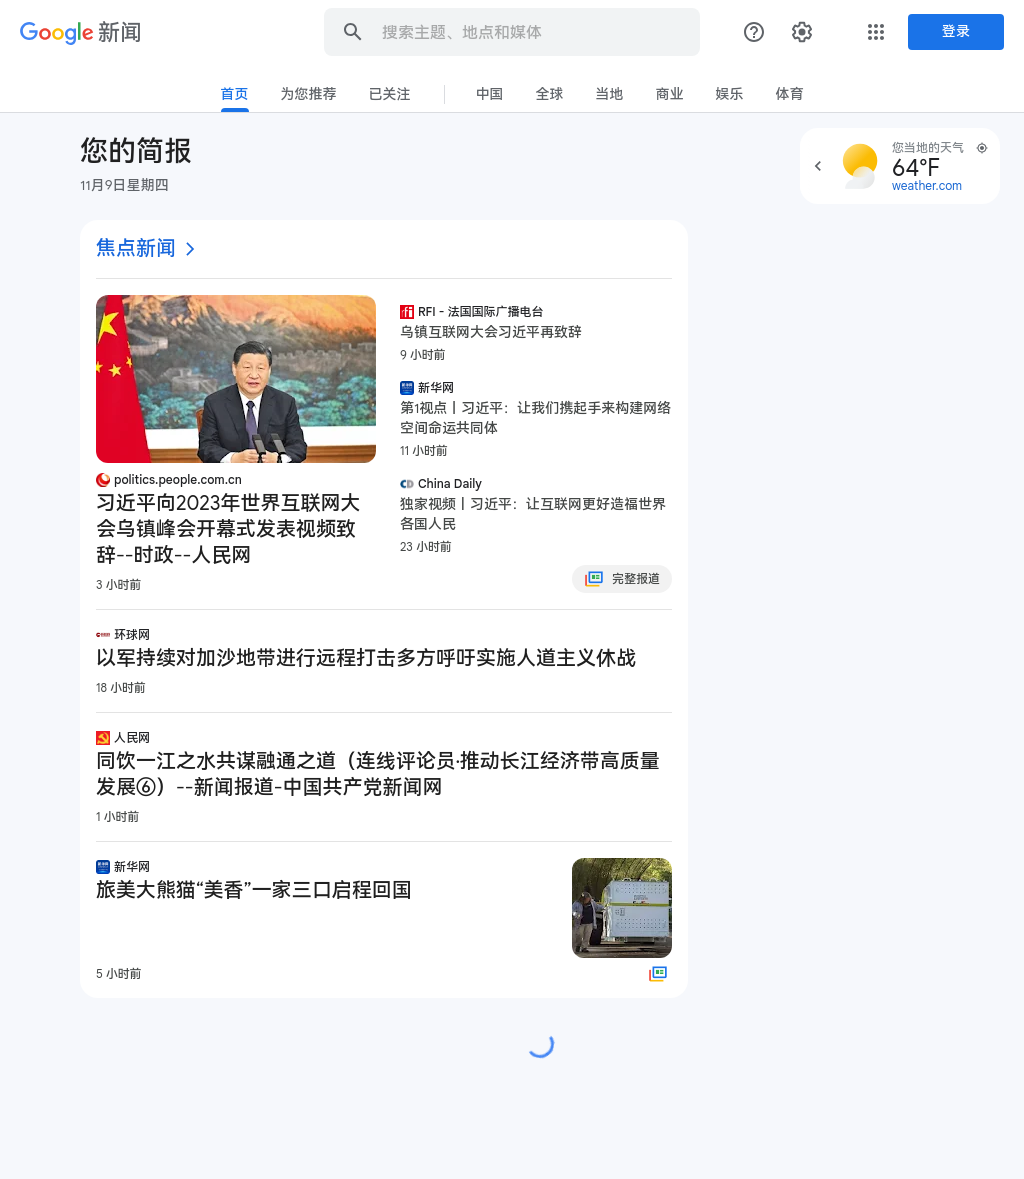 Google 新闻
搜索主题、地点和媒体
登录
首页
为您推荐
已关注
中国
全球
当地
商业
娱乐
体育
您的简报
11月9日星期四
您当地的天气
64°F
weather.com
焦点新闻
politics.people.com.cn
习近平向2023年世界互联网大
会乌镇峰会开幕式发表视频致
辞--时政--人民网
3 小时前
RFI - 法国国际广播电台
乌镇互联网大会习近平再致辞
9 小时前
新华网
第1视点丨习近平：让我们携起手来构建网络
空间命运共同体
11 小时前
China Daily
独家视频丨习近平：让互联网更好造福世界
各国人民
23 小时前
完整报道
环球网
以军持续对加沙地带进行远程打击多方呼吁实施人道主义休战
18 小时前
人民网
同饮一江之水共谋融通之道（连线评论员·推动长江经济带高质量
发展⑥）--新闻报道-中国共产党新闻网
1 小时前
新华网
旅美大熊猫“美香”一家三口启程回国
5 小时前